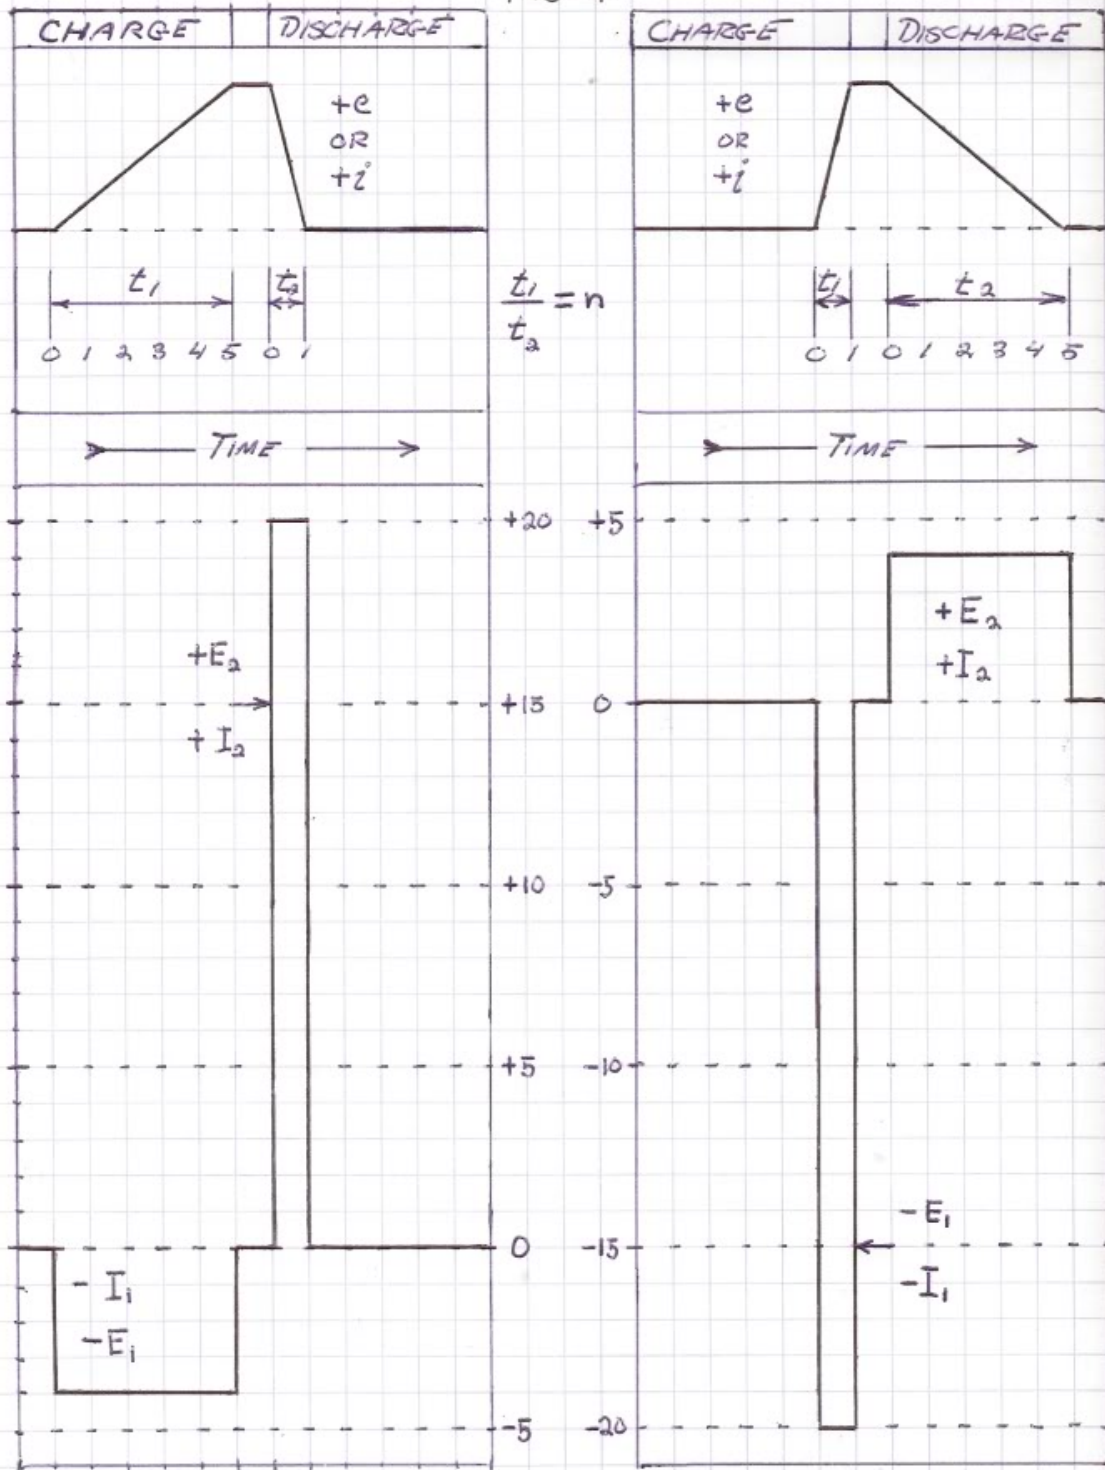 CHARGE DISCHARGE
+e
OR
+i
t₁ t₂
0 1 2 3 4 5 0 1
t₁/t₂ = n
CHARGE DISCHARGE
+e
OR
+i
t₁ t₂
0 1 0 1 2 3 4 5
TIME
TIME
+20
+E₂
+15
+I₂
+10
+5
0
-I₁
-E₁
-5
+5
+E₂
+I₂
0
-5
-10
-E₁
-15
-I₁
-20